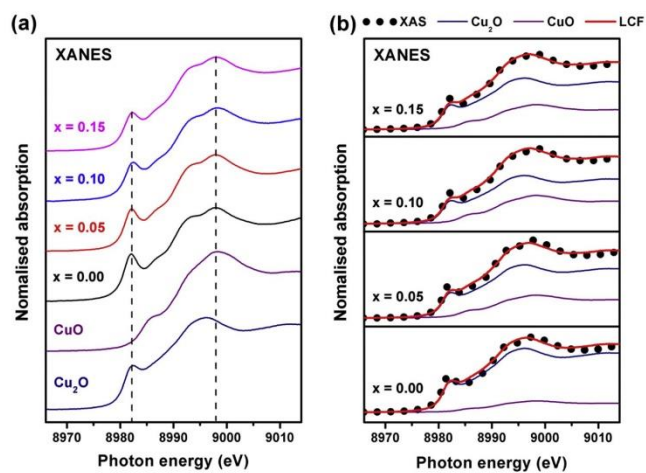 (a)
XANES
x = 0.15
x = 0.10
x = 0.05
x = 0.00
CuO
Cu₂O
Normalised absorption
8970 8980 8990 9000 9010
Photon energy (eV)
(b)
XAS Cu₂O CuO LCF
XANES
x = 0.15
x = 0.10
x = 0.05
x = 0.00
Normalised absorption
8970 8980 8990 9000 9010
Photon energy (eV)